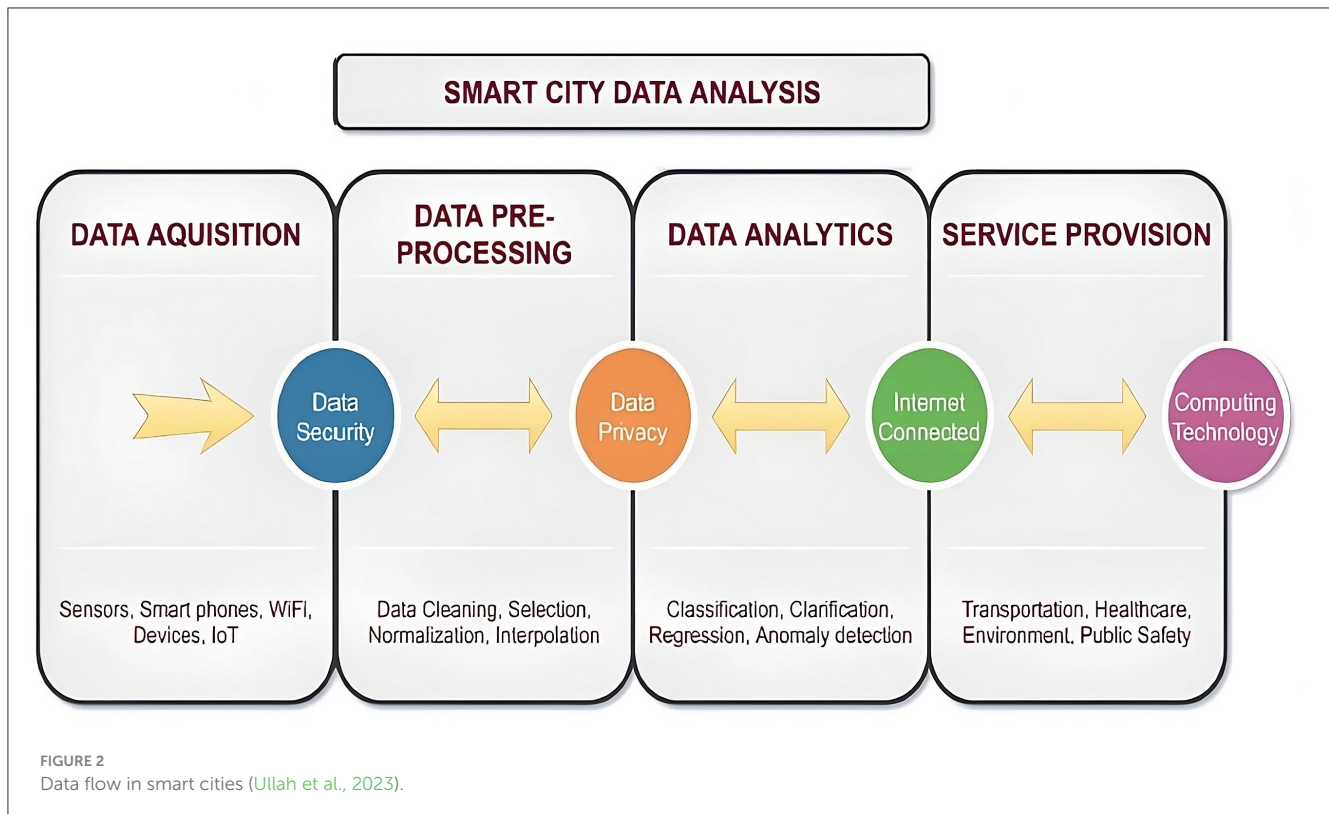 SMART CITY DATA ANALYSIS
DATA AQUISITION
DATA PRE-
PROCESSING
DATA ANALYTICS
SERVICE PROVISION
Data
Security
Data
Privacy
Internet
Connected
Computing
Technology
Sensors, Smart phones, WiFI,
Devices, IoT
Data Cleaning, Selection,
Normalization, Interpolation
Classification, Clarification,
Regression, Anomaly detection
Transportation, Healthcare,
Environment, Public Safety
FIGURE 2
Data flow in smart cities (Ullah et al., 2023).